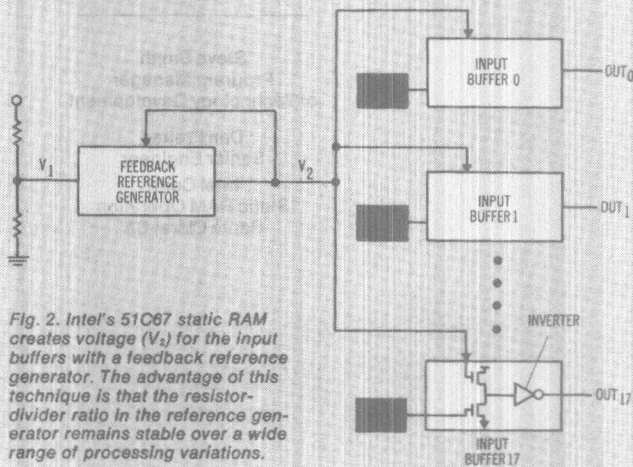 INPUT
BUFFER 0
OUT0
V1
FEEDBACK
REFERENCE
GENERATOR
V2
INPUT
BUFFER 1
OUT1
Fig. 2. Intel's 51C67 static RAM
creates voltage (V₂) for the input
buffers with a feedback reference
generator. The advantage of this
technique is that the resistor-
divider ratio in the reference gen-
erator remains stable over a wide
range of processing variations.
INVERTER
OUT17
INPUT
BUFFER 17